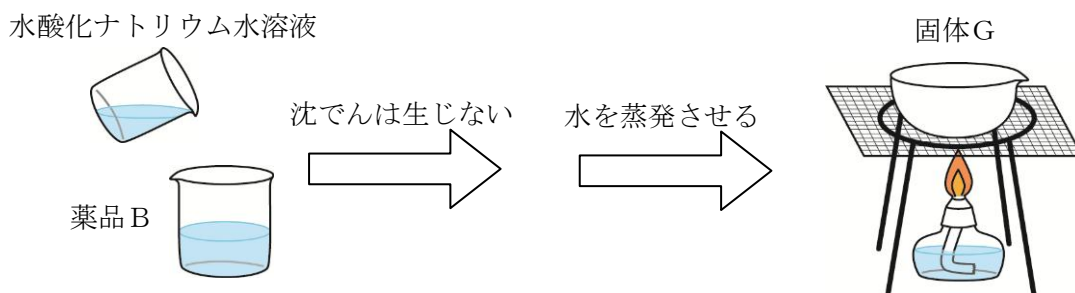 水酸化ナトリウム水溶液
固体G
沈でんは生じない
水を蒸発させる
薬品B